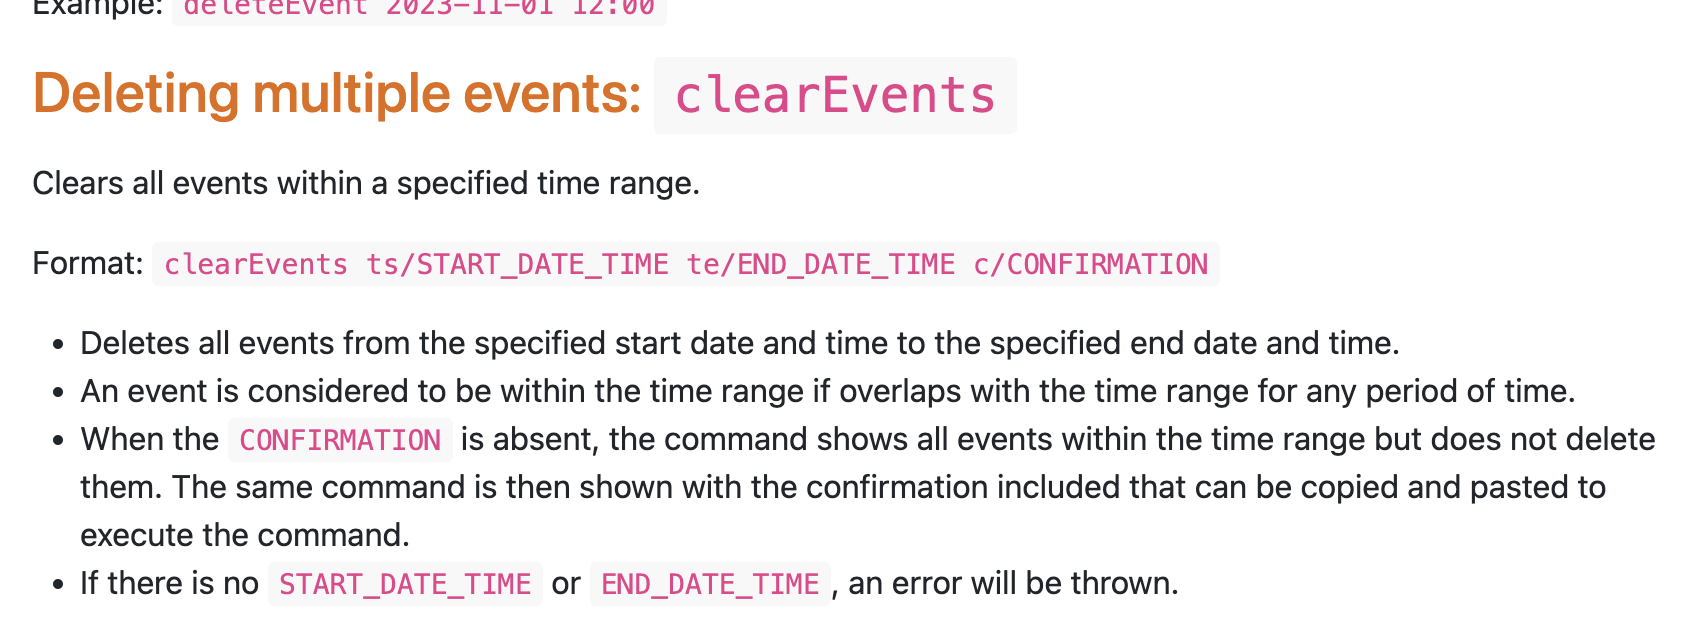 Example: deleteEvent 2023-11-01 12:00
Deleting multiple events: clearEvents
Clears all events within a specified time range.
Format: clearEvents ts/START_DATE_TIME te/END_DATE_TIME c/CONFIRMATION
• Deletes all events from the specified start date and time to the specified end date and time.
• An event is considered to be within the time range if overlaps with the time range for any period of time.
• When the CONFIRMATION is absent, the command shows all events within the time range but does not delete
them. The same command is then shown with the confirmation included that can be copied and pasted to
execute the command.
• If there is no START_DATE_TIME or END_DATE_TIME , an error will be thrown.